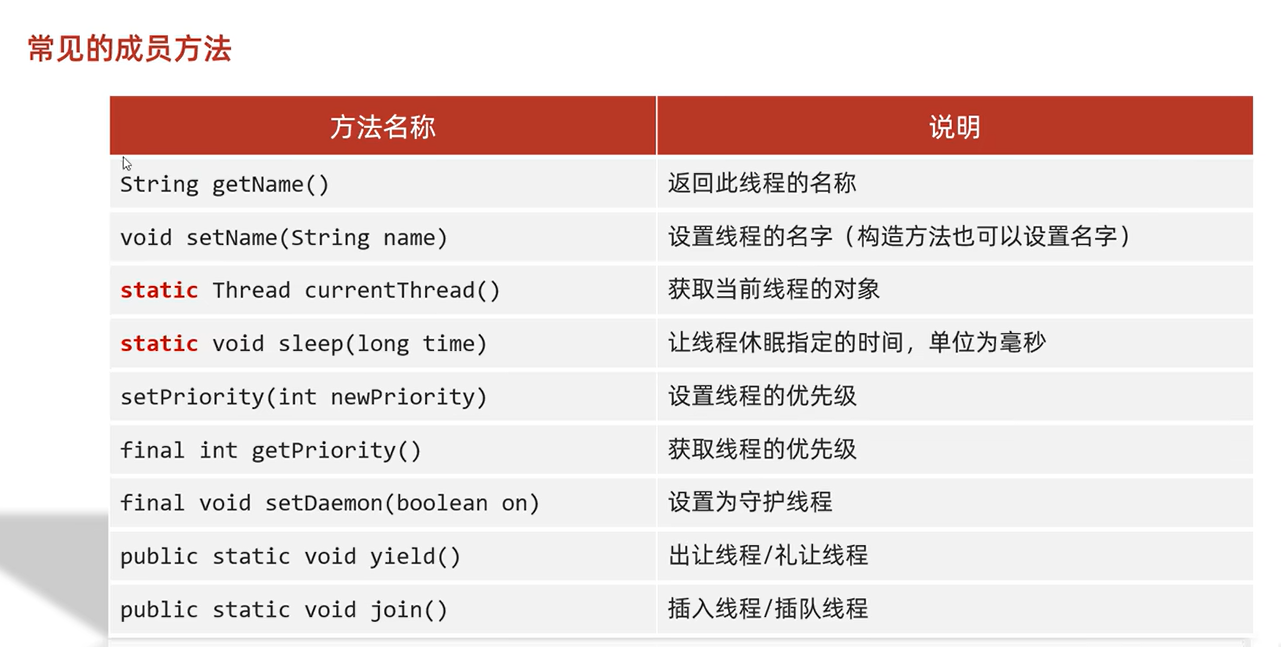 常见的成员方法
方法名称 说明
String getName() 返回此线程的名称
void setName(String name) 设置线程的名字（构造方法也可以设置名字）
static Thread currentThread() 获取当前线程的对象
static void sleep(long time) 让线程休眠指定的时间，单位为毫秒
setPriority(int newPriority) 设置线程的优先级
final int getPriority() 获取线程的优先级
final void setDaemon(boolean on) 设置为守护线程
public static void yield() 出让线程/礼让线程
public static void join() 插入线程/插队线程